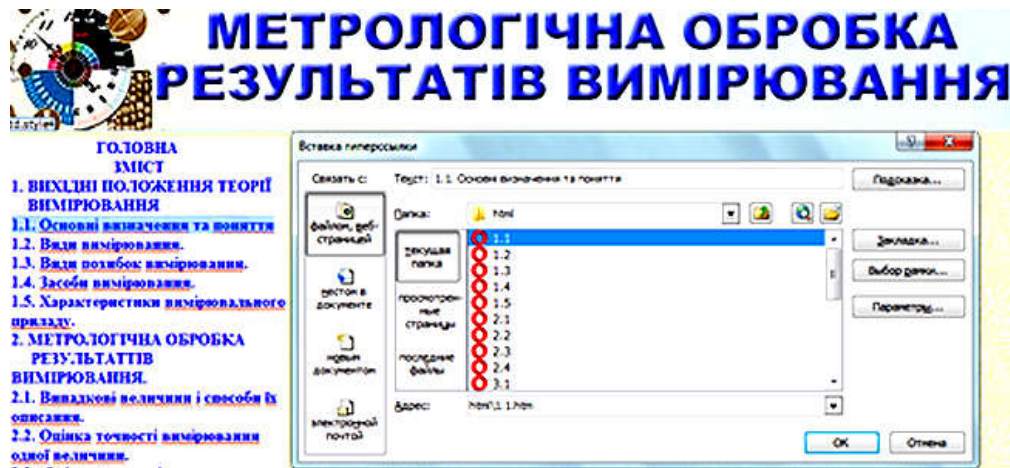 МЕТРОЛОГІЧНА ОБРОБКА
РЕЗУЛЬТАТІВ ВИМІРЮВАННЯ
ГОЛОВНА
ЗМІСТ
1. ВИХІДНІ ПОЛОЖЕННЯ ТЕОРІЇ
ВИМІРЮВАННЯ
1.1. Основні визначення та поняття
1.2. Види вимірювання.
1.3. Види похибок вимірювання.
1.4. Засоби вимірювання.
1.5. Характеристики вимірювального
приладу.
2. МЕТРОЛОГІЧНА ОБРОБКА
РЕЗУЛЬТАТТІВ
ВИМІРЮВАННЯ.
2.1. Випадкові величини і способи їх
описання.
2.2. Оцінка точності вимірювання
одної величини.
Вставка гиперссылки
Связать с:
Текст: 1.1. Основні визначення та поняття
Подсказка...
файлом, веб-
страницей
местом в
документе
новым
документом
электронной
почтой
Папка:
html
текущая
папка
просмотрен-
ные
страницы
последние
файлы
1.1
1.2
1.3
1.4
1.5
2.1
2.2
2.3
2.4
3.1
Закладка...
Выбор рамки...
Параметры...
Адрес:
html\1.1.htm
ОК
Отмена